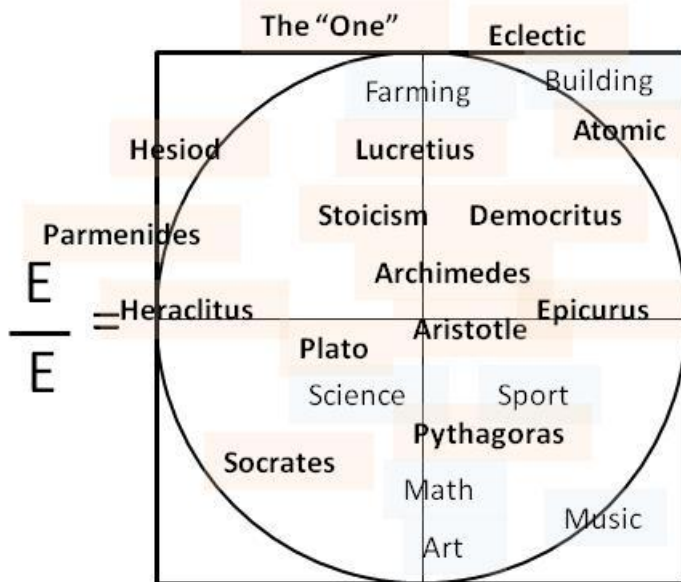 The “One”
Eclectic
Farming
Building
Atomic
Hesiod
Lucretius
Stoicism
Democritus
Parmenides
Archimedes
E
E
=
Heraclitus
Epicurus
Aristotle
Plato
Science
Sport
Pythagoras
Socrates
Math
Music
Art